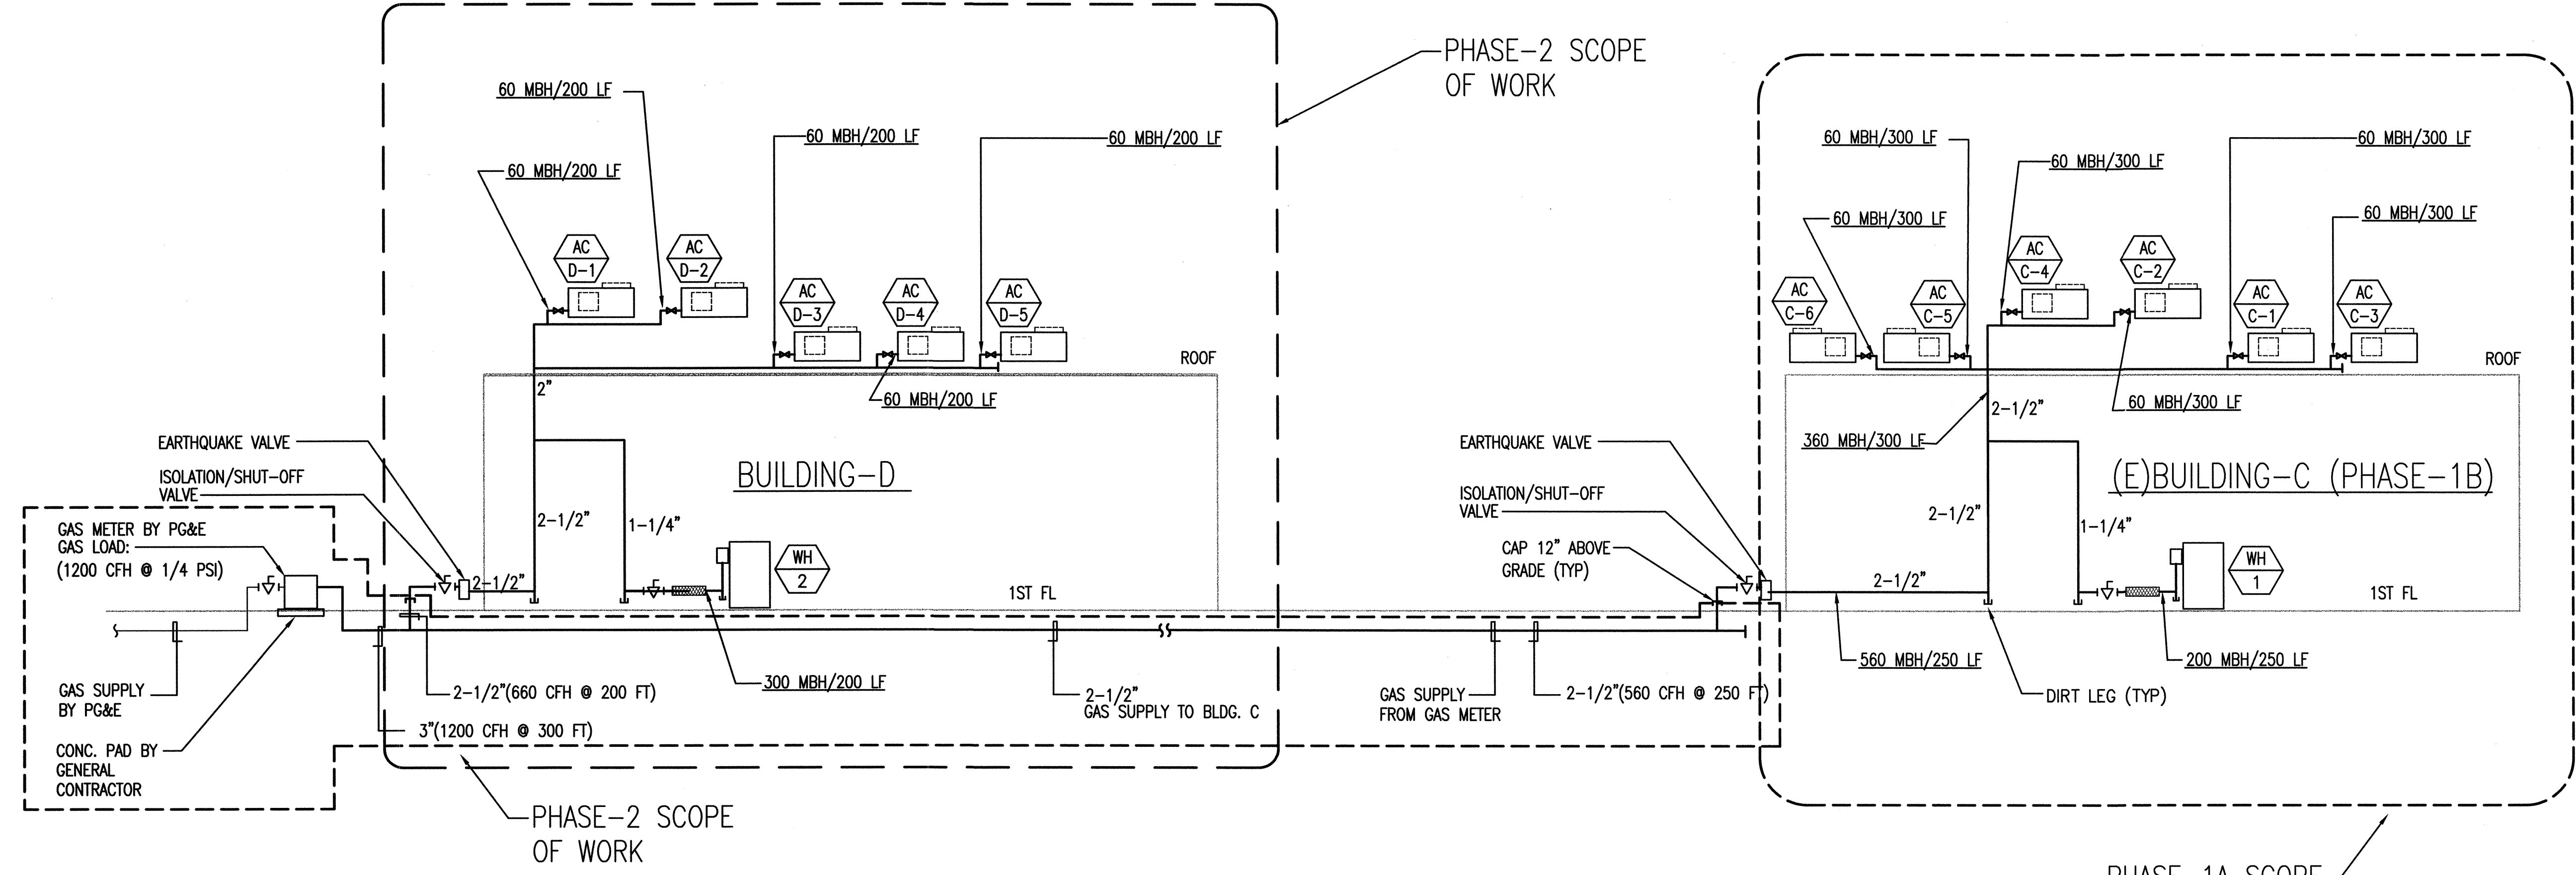 PHASE-2 SCOPE
OF WORK
60 MBH/200 LF
60 MBH/200 LF
60 MBH/200 LF
60 MBH/200 LF
AC
D-1
AC
D-2
AC
D-3
AC
D-4
AC
D-5
ROOF
2"
60 MBH/200 LF
EARTHQUAKE VALVE
ISOLATION/SHUT-OFF
VALVE
BUILDING-D
2-1/2"
1-1/4"
GAS METER BY PG&E
GAS LOAD:
(1200 CFH @ 1/4 PSI)
2-1/2"
WH
2
1ST FL
GAS SUPPLY
BY PG&E
CONC. PAD BY
GENERAL
CONTRACTOR
2-1/2"(660 CFH @ 200 FT)
3"(1200 CFH @ 300 FT)
300 MBH/200 LF
2-1/2"
GAS SUPPLY TO BLDG. C
PHASE-2 SCOPE
OF WORK
60 MBH/300 LF
60 MBH/300 LF
60 MBH/300 LF
60 MBH/300 LF
60 MBH/300 LF
AC
C-6
AC
C-5
AC
C-4
AC
C-2
AC
C-1
AC
C-3
ROOF
2-1/2"
60 MBH/300 LF
360 MBH/300 LF
EARTHQUAKE VALVE
ISOLATION/SHUT-OFF
VALVE
CAP 12" ABOVE
GRADE (TYP)
(E)BUILDING-C (PHASE-1B)
2-1/2"
1-1/4"
2-1/2"
WH
1
1ST FL
GAS SUPPLY
FROM GAS METER
2-1/2"(560 CFH @ 250 FT)
560 MBH/250 LF
200 MBH/250 LF
DIRT LEG (TYP)
PHASE-1A SCOPE